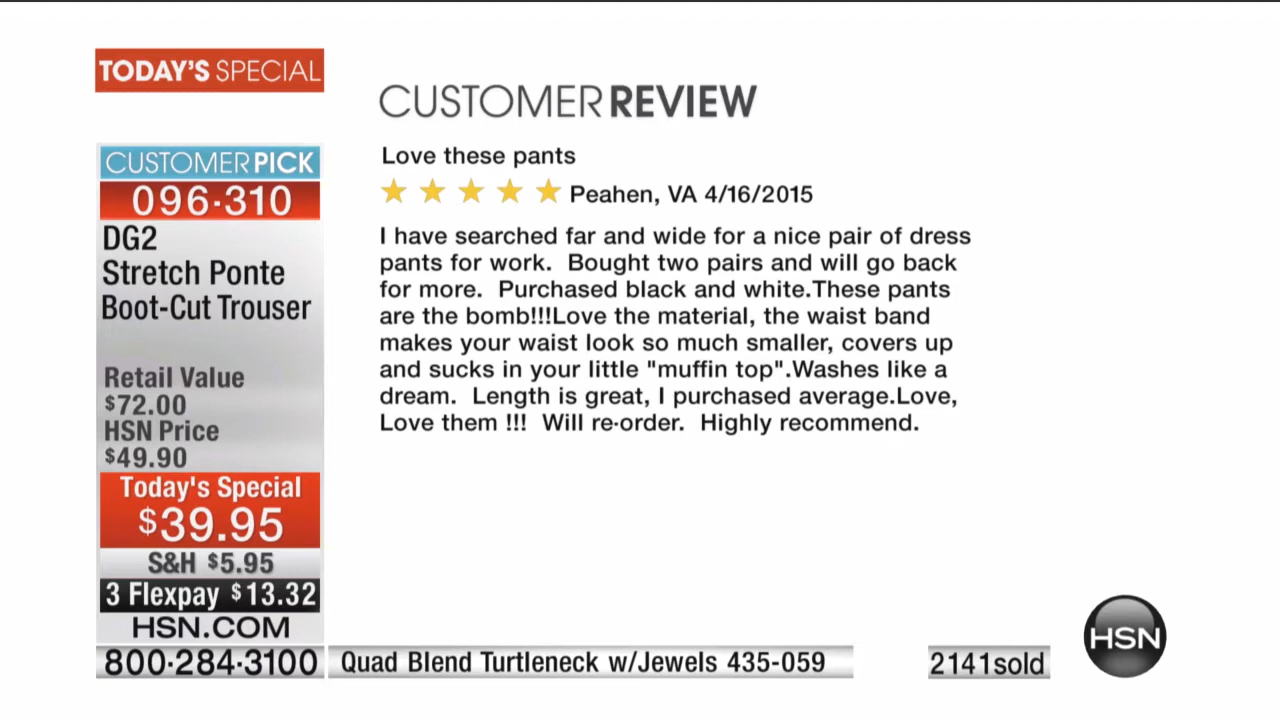 TODAY'S SPECIAL
CUSTOMER REVIEW
Love these pants
Peahen, VA 4/16/2015
I have searched far and wide for a nice pair of dress
pants for work.  Bought two pairs and will go back
for more.  Purchased black and white.These pants
are the bomb!!!Love the material, the waist band
makes your waist look so much smaller, covers up
and sucks in your little "muffin top".Washes like a
dream.  Length is great, I purchased average.Love,
Love them !!!  Will re-order.  Highly recommend.
CUSTOMER PICK
096-310
DG2
Stretch Ponte
Boot-Cut Trouser
Retail Value
$72.00
HSN Price
$49.90
Today's Special
$39.95
S&H $5.95
3 Flexpay $13.32
HSN.COM
800-284-3100
Quad Blend Turtleneck w/Jewels 435-059
2141sold
HSN